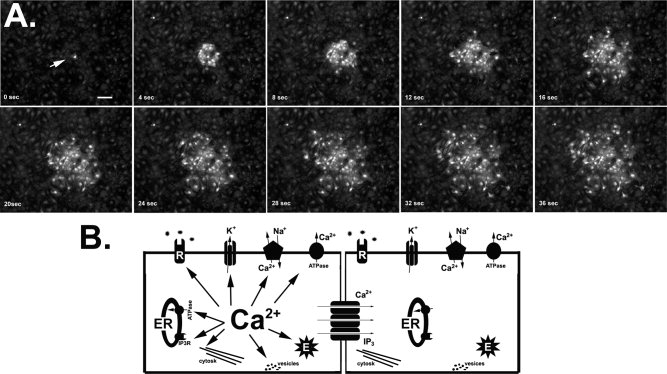 A.
0 sec
4 sec
8 sec
12 sec
16 sec
20sec
24 sec
28 sec
32 sec
36 sec
B.
K+ Na+ Ca2+ K+ Na+ Ca2+
R R
Ca2+ ATPase Ca2+ ATPase
Ca2+
ATPase
ER Ca2+ ER
IP3R E IP3 E
cytosk vesicles cytosk vesices